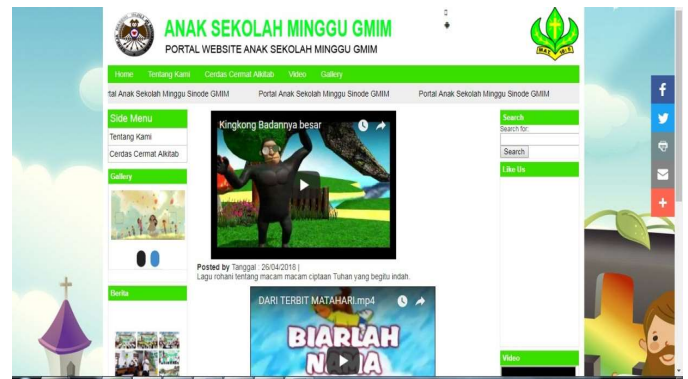 ANAK SEKOLAH MINGGU GMIM
PORTAL WEBSITE ANAK SEKOLAH MINGGU GMIM
Home Tentang Kami Cerdas Cermat Alkitab Video Gallery
tal Anak Sekolah Minggu Sinode GMIM Portal Anak Sekolah Minggu Sinode GMIM Portal Anak Sekolah Minggu Sinode GMIM
Side Menu
Tentang Kami
Cerdas Cermat Alkitab
Gallery
Berita
Kingkong Badannya besar
Posted by Tanggal : 26/04/2018 |
Lagu rohani tentang macam macam ciptaan Tuhan yang begitu indah.
DARI TERBIT MATAHARI.mp4
BIARLAH
NAMA
Search
Search for:
Search
Like Us
Video